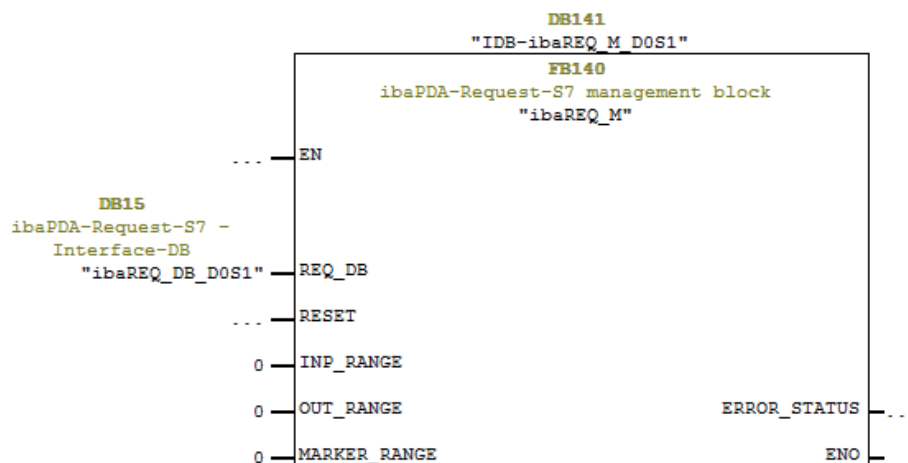 DB141
"IDB-ibaREQ_M_D0S1"
FB140
ibaPDA-Request-S7 management block
"ibaREQ_M"
... EN
DB15
ibaPDA-Request-S7 -
Interface-DB
"ibaREQ_DB_D0S1" REQ_DB
... RESET
0 INP_RANGE
0 OUT_RANGE ERROR_STATUS ..
0 MARKER_RANGE ENO